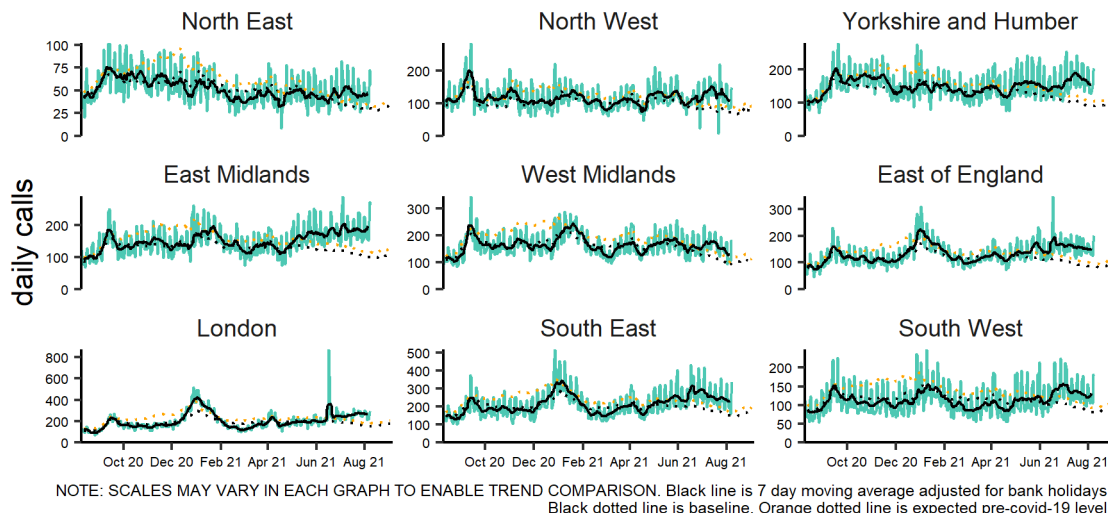 North East
North West
Yorkshire and Humber
100
75
50
25
0
200
100
0
200
100
0
East Midlands
West Midlands
East of England
daily calls
200
100
0
300
200
100
0
300
200
100
0
London
South East
South West
800
600
400
200
0
500
400
300
200
100
0
200
150
100
50
0
Oct 20 Dec 20 Feb 21 Apr 21 Jun 21 Aug 21
Oct 20 Dec 20 Feb 21 Apr 21 Jun 21 Aug 21
Oct 20 Dec 20 Feb 21 Apr 21 Jun 21 Aug 21
NOTE: SCALES MAY VARY IN EACH GRAPH TO ENABLE TREND COMPARISON. Black line is 7 day moving average adjusted for bank holidays
Black dotted line is baseline. Orange dotted line is expected pre-covid-19 level